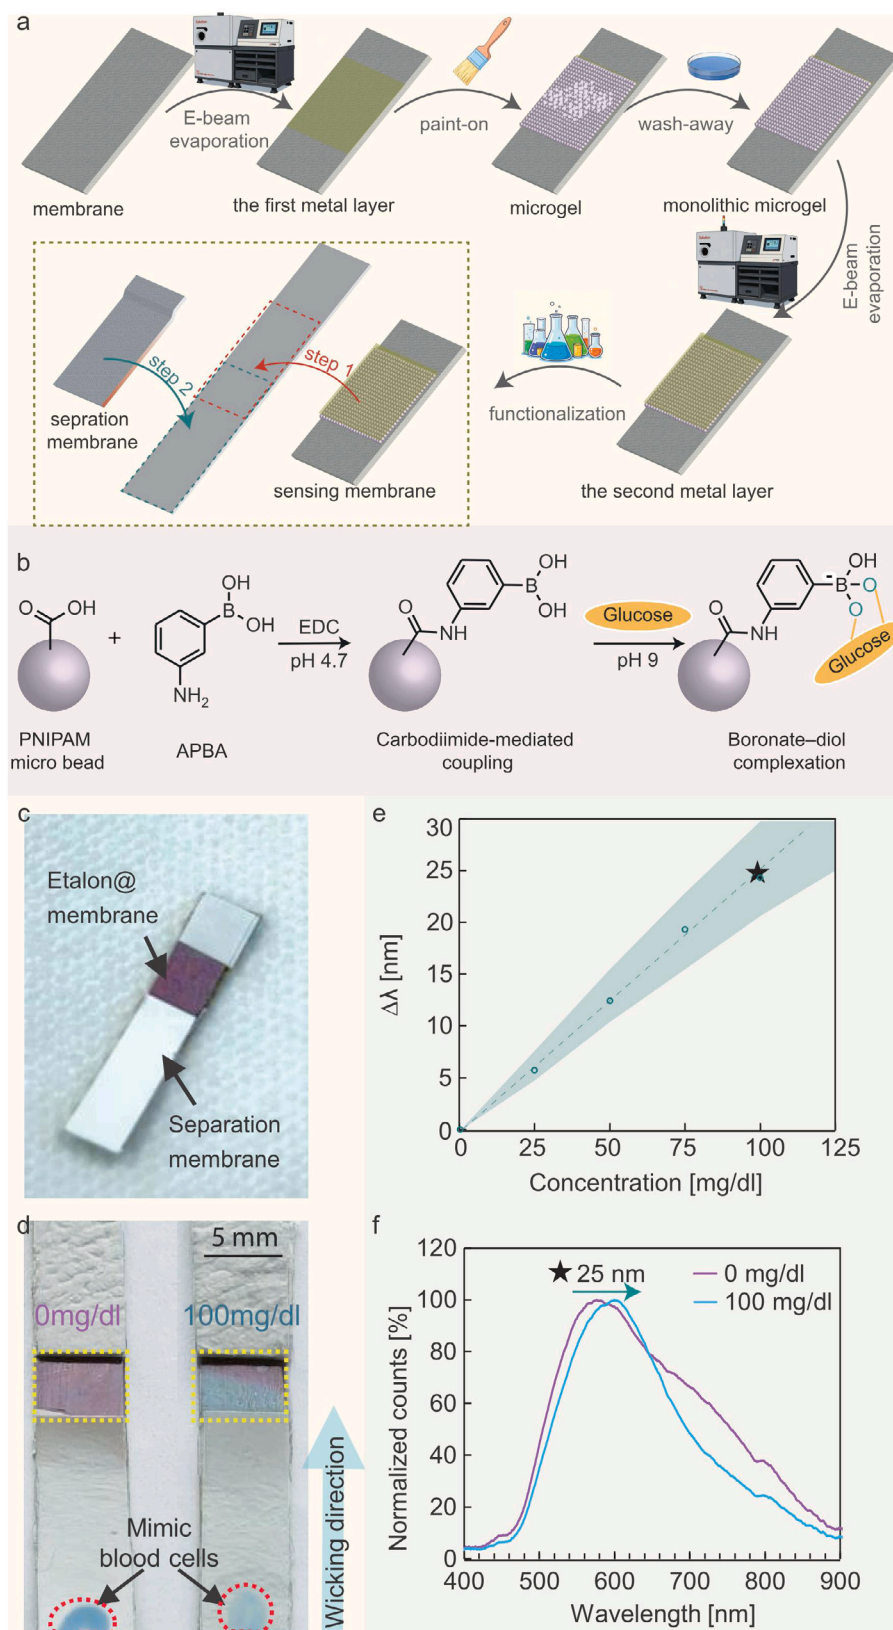 a
E-beam
evaporation
paint-on
wash-away
membrane
the first metal layer
microgel
monolithic microgel
E-beam
evaporation
step 1
step 2
sepration
membrane
sensing membrane
functionalization
the second metal layer
b
O
OH
+
OH
B
OH
NH2
EDC
pH 4.7
O
NH
OH
B
OH
Glucose
pH 9
O
NH
OH
-
B
O
O
Glucose
PNIPAM
micro bead
APBA
Carbodiimide-mediated
coupling
Boronate–diol
complexation
c
Etalon@
membrane
Separation
membrane
d
5 mm
0mg/dl
100mg/dl
Mimic
blood cells
Wicking direction
e
30
25
20
15
10
5
0
Δλ [nm]
0 25 50 75 100 125
Concentration [mg/dl]
f
120
100
80
60
40
20
0
Normalized counts [%]
25 nm
0 mg/dl
100 mg/dl
400 500 600 700 800 900
Wavelength [nm]